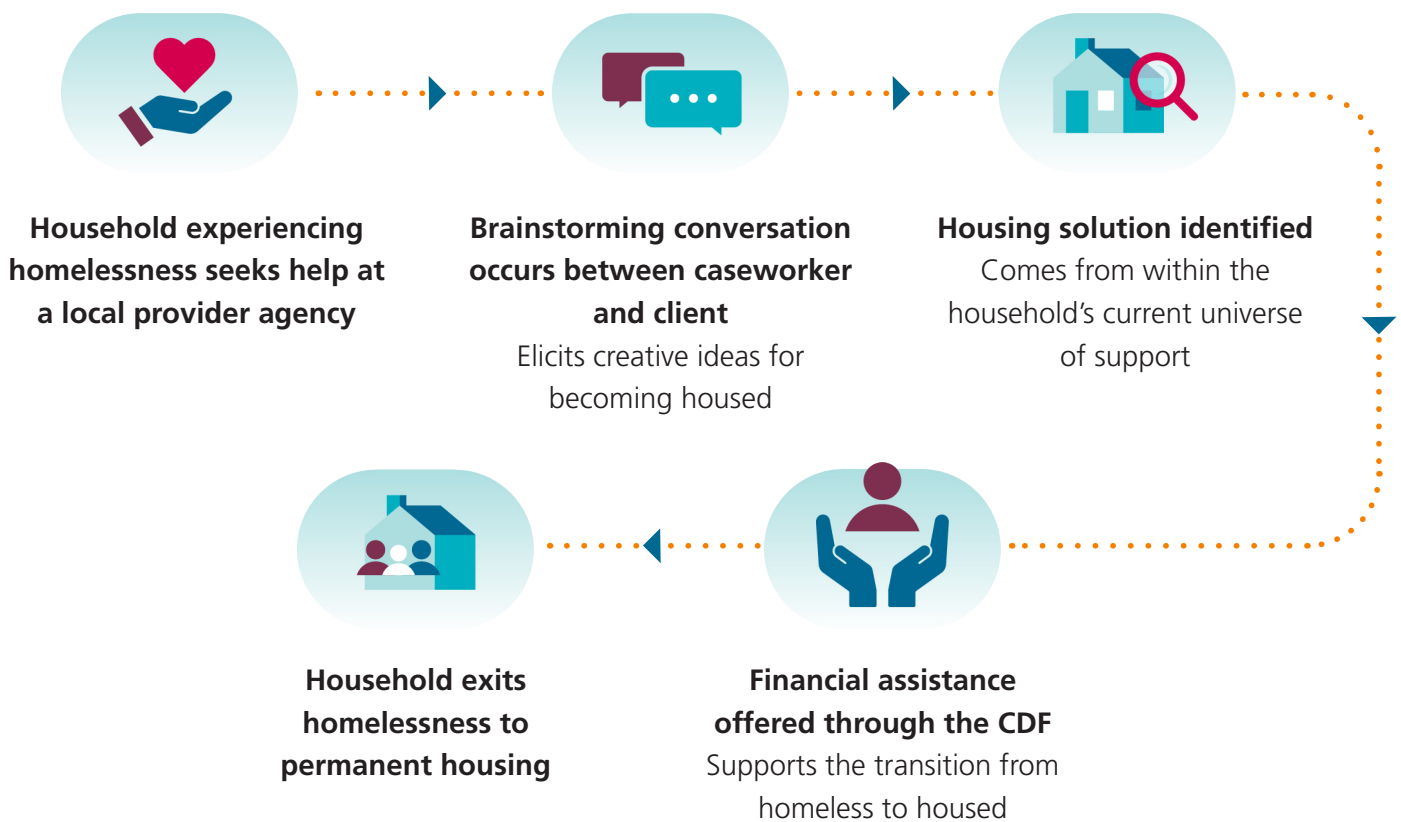 Household experiencing
homelessness seeks help at
a local provider agency
Brainstorming conversation
occurs between caseworker
and client
Elicits creative ideas for
becoming housed
Housing solution identified
Comes from within the
household’s current universe
of support
Financial assistance
offered through the CDF
Supports the transition from
homeless to housed
Household exits
homelessness to
permanent housing